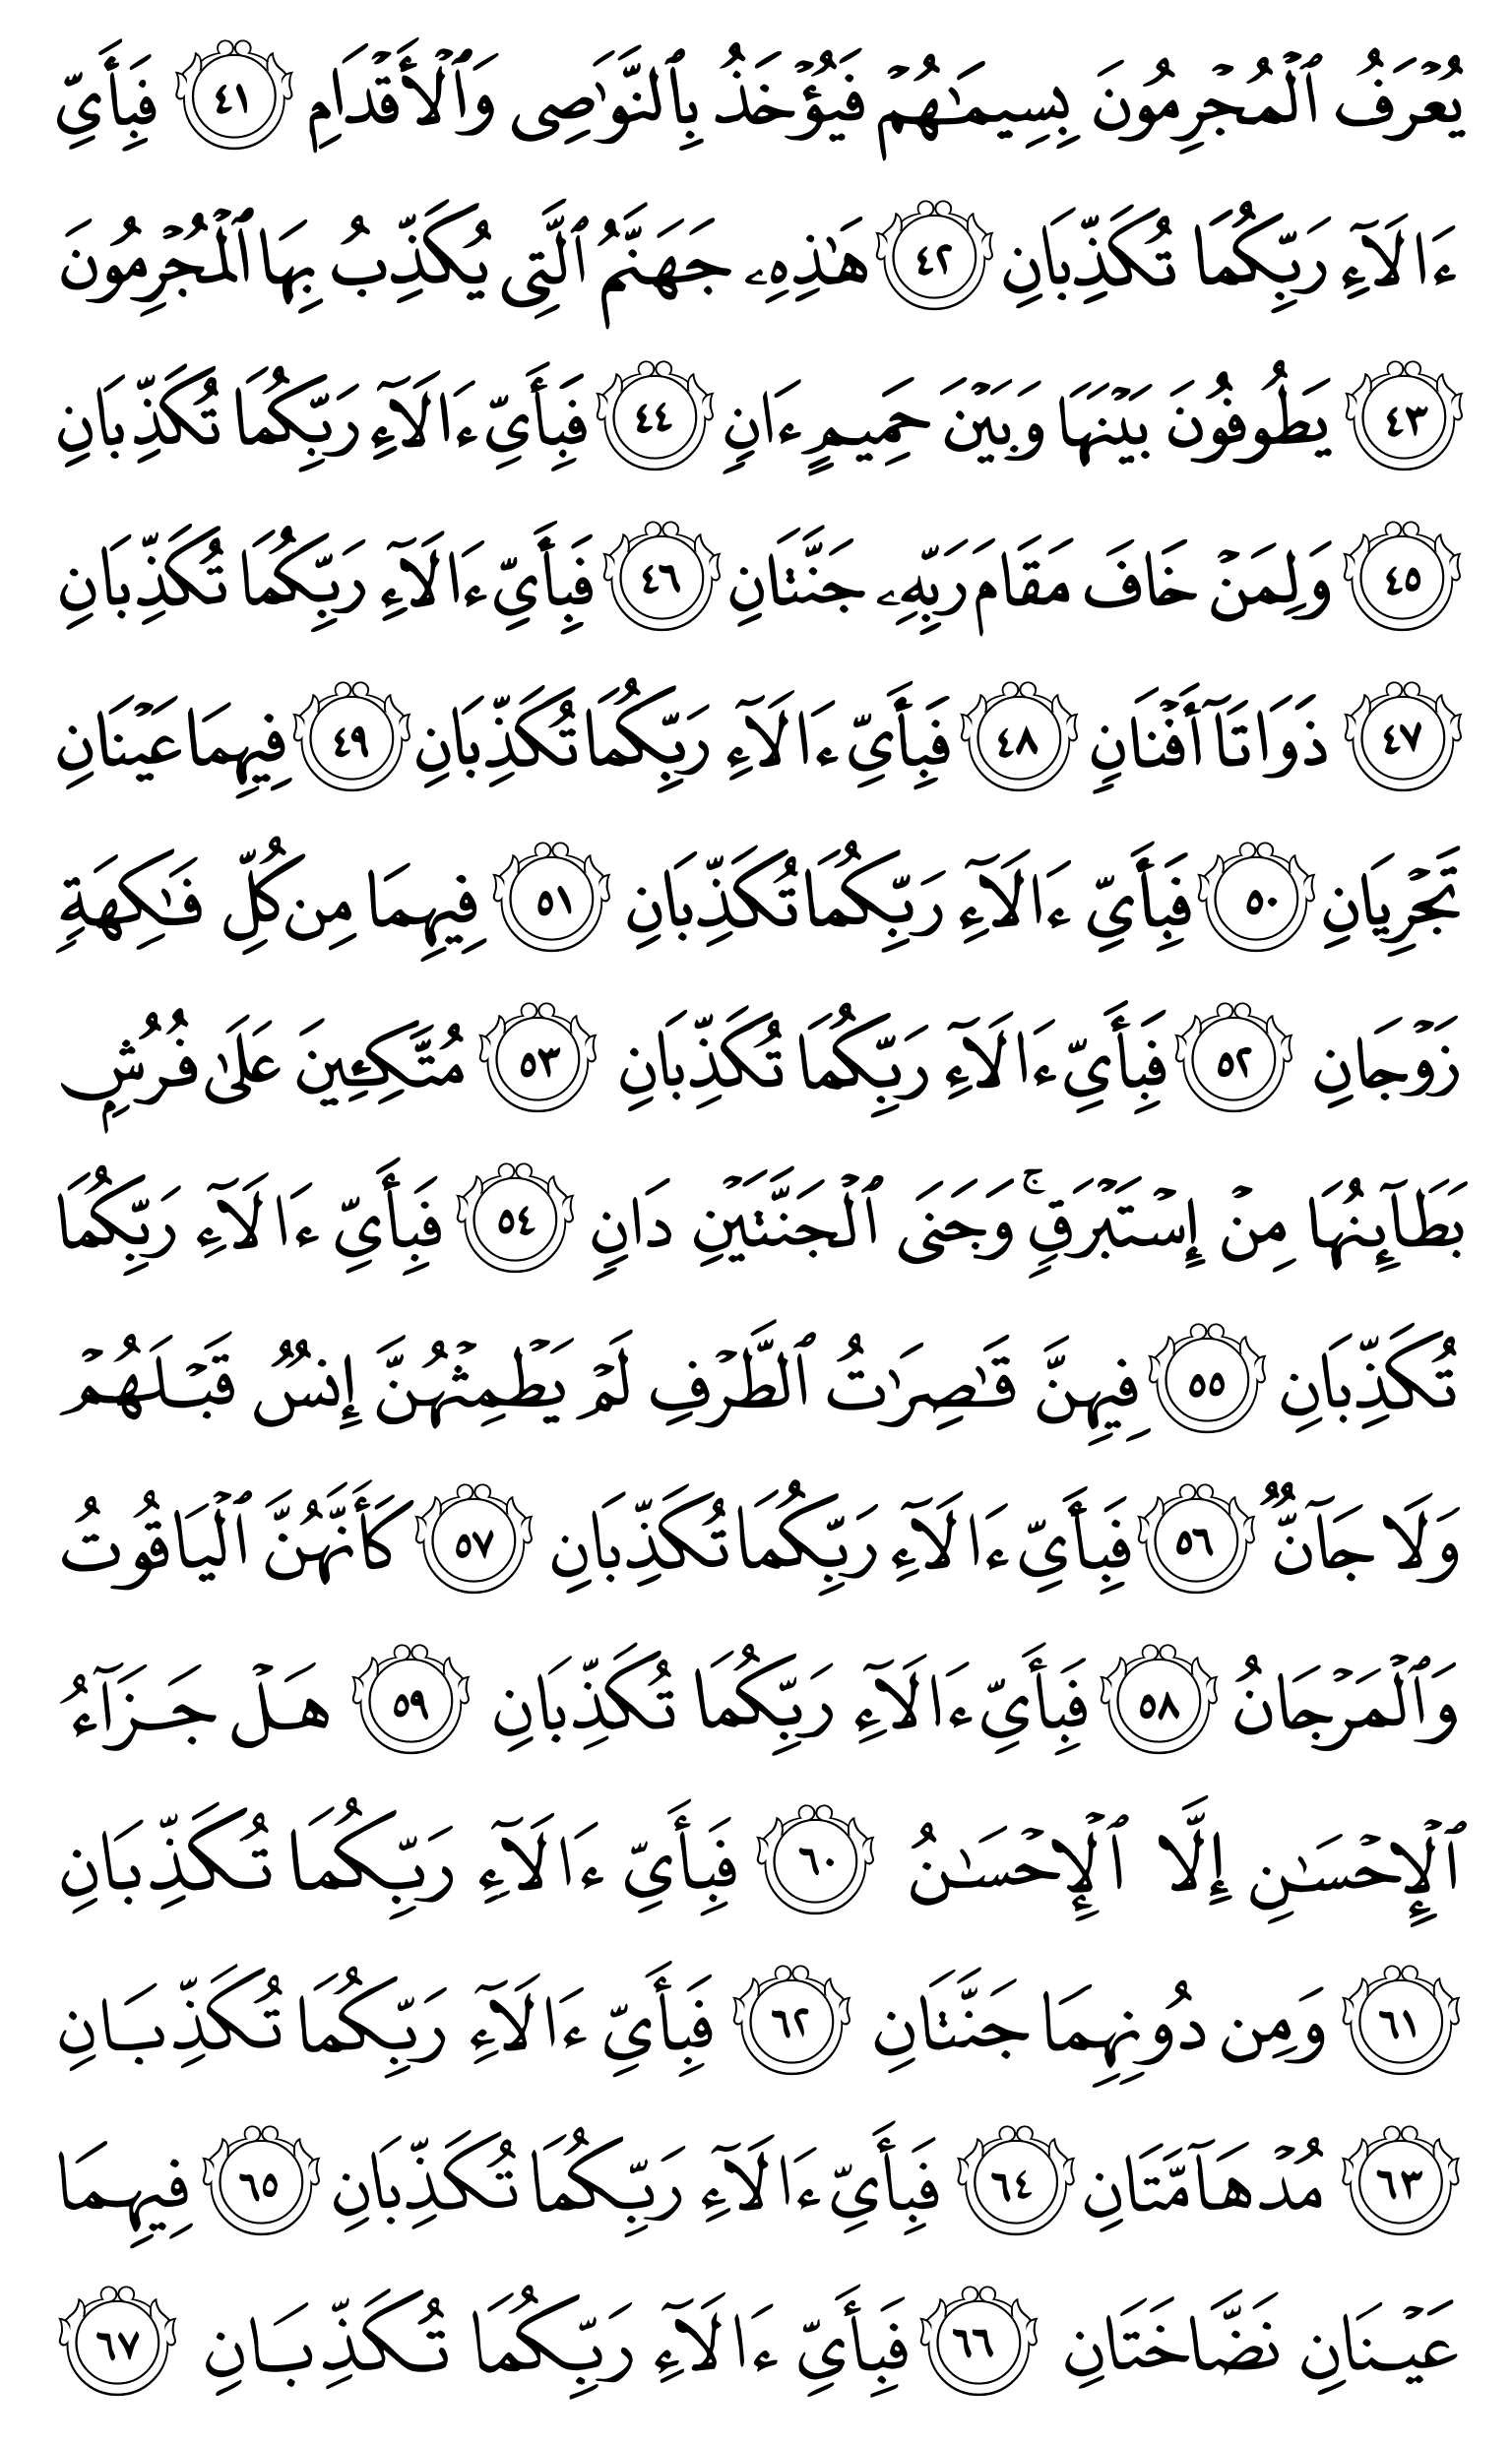 يُعۡرَفُ ٱلۡمُجۡرِمُونَ بِسِيمَٰهُمۡ فَيُؤۡخَذُ بِٱلنَّوَٰصِى وَٱلۡأَقۡدَامِ ٤١ فَبِأَىِّ
ءَالَآءِ رَبِّكُمَا تُكَذِّبَانِ ٤٢ هَٰذِهِۦ جَهَنَّمُ ٱلَّتِى يُكَذِّبُ بِهَا ٱلۡمُجۡرِمُونَ
٤٣ يَطُوفُونَ بَيۡنَهَا وَبَيۡنَ حَمِيمٍ ءَانٍ ٤٤ فَبِأَىِّ ءَالَآءِ رَبِّكُمَا تُكَذِّبَانِ
٤٥ وَلِمَنۡ خَافَ مَقَامَ رَبِّهِۦ جَنَّتَانِ ٤٦ فَبِأَىِّ ءَالَآءِ رَبِّكُمَا تُكَذِّبَانِ
٤٧ ذَوَاتَآ أَفۡنَانٍ ٤٨ فَبِأَىِّ ءَالَآءِ رَبِّكُمَا تُكَذِّبَانِ ٤٩ فِيهِمَا عَيۡنَانِ
تَجۡرِيَانِ ٥٠ فَبِأَىِّ ءَالَآءِ رَبِّكُمَا تُكَذِّبَانِ ٥١ فِيهِمَا مِن كُلِّ فَٰكِهَةٍ
زَوۡجَانِ ٥٢ فَبِأَىِّ ءَالَآءِ رَبِّكُمَا تُكَذِّبَانِ ٥٣ مُتَّكِـِٔينَ عَلَىٰ فُرُشِۭ
بَطَآئِنُهَا مِنۡ إِسۡتَبۡرَقٍۚ وَجَنَى ٱلۡجَنَّتَيۡنِ دَانٍ ٥٤ فَبِأَىِّ ءَالَآءِ رَبِّكُمَا
تُكَذِّبَانِ ٥٥ فِيهِنَّ قَٰصِرَٰتُ ٱلطَّرۡفِ لَمۡ يَطۡمِثۡهُنَّ إِنسٌ قَبۡلَهُمۡ
وَلَا جَآنٌّ ٥٦ فَبِأَىِّ ءَالَآءِ رَبِّكُمَا تُكَذِّبَانِ ٥٧ كَأَنَّهُنَّ ٱلۡيَاقُوتُ
وَٱلۡمَرۡجَانُ ٥٨ فَبِأَىِّ ءَالَآءِ رَبِّكُمَا تُكَذِّبَانِ ٥٩ هَلۡ جَزَآءُ
ٱلۡإِحۡسَٰنِ إِلَّا ٱلۡإِحۡسَٰنُ ٦٠ فَبِأَىِّ ءَالَآءِ رَبِّكُمَا تُكَذِّبَانِ
٦١ وَمِن دُونِهِمَا جَنَّتَانِ ٦٢ فَبِأَىِّ ءَالَآءِ رَبِّكُمَا تُكَذِّبَانِ
٦٣ مُدۡهَآمَّتَانِ ٦٤ فَبِأَىِّ ءَالَآءِ رَبِّكُمَا تُكَذِّبَانِ ٦٥ فِيهِمَا
عَيۡنَانِ نَضَّاخَتَانِ ٦٦ فَبِأَىِّ ءَالَآءِ رَبِّكُمَا تُكَذِّبَانِ ٦٧